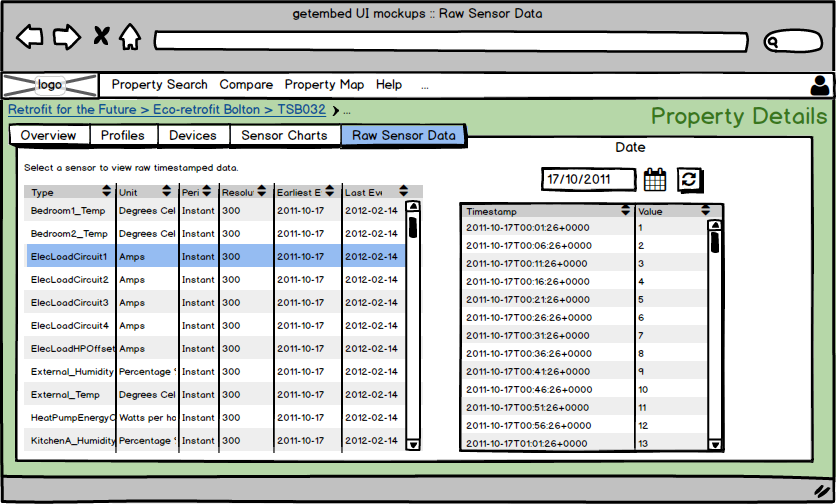 getembed UI mockups :: Raw Sensor Data
logo Property Search Compare Property Map Help ...
Retrofit for the Future > Eco-retrofit Bolton > TSB032 > ...
Property Details
Overview Profiles Devices Sensor Charts Raw Sensor Data
Date
Select a sensor to view raw timestamped data.
17/10/2011
Type Unit Peri Resolu Earliest E Last Ev
Bedroom1_Temp Degrees Cel Instant 300 2011-10-17 2012-02-14
Bedroom2_Temp Degrees Cel Instant 300 2011-10-17 2012-02-14
ElecLoadCircuit1 Amps Instant 300 2011-10-17 2012-02-14
ElecLoadCircuit2 Amps Instant 300 2011-10-17 2012-02-14
ElecLoadCircuit3 Amps Instant 300 2011-10-17 2012-02-14
ElecLoadCircuit4 Amps Instant 300 2011-10-17 2012-02-14
ElecLoadHPOffset Amps Instant 300 2011-10-17 2012-02-14
External_Humidity Percentage Instant 300 2011-10-17 2012-02-14
External_Temp Degrees Cel Instant 300 2011-10-17 2012-02-14
HeatPumpEnergyC Watts per ho Instant 300 2011-10-17 2012-02-14
KitchenA_Humidity Percentage Instant 300 2011-10-17 2012-02-14
Timestamp Value
2011-10-17T00:01:26+0000 1
2011-10-17T00:06:26+0000 2
2011-10-17T00:11:26+0000 3
2011-10-17T00:16:26+0000 4
2011-10-17T00:21:26+0000 5
2011-10-17T00:26:26+0000 6
2011-10-17T00:31:26+0000 7
2011-10-17T00:36:26+0000 8
2011-10-17T00:41:26+0000 9
2011-10-17T00:46:26+0000 10
2011-10-17T00:51:26+0000 11
2011-10-17T00:56:26+0000 12
2011-10-17T01:01:26+0000 13